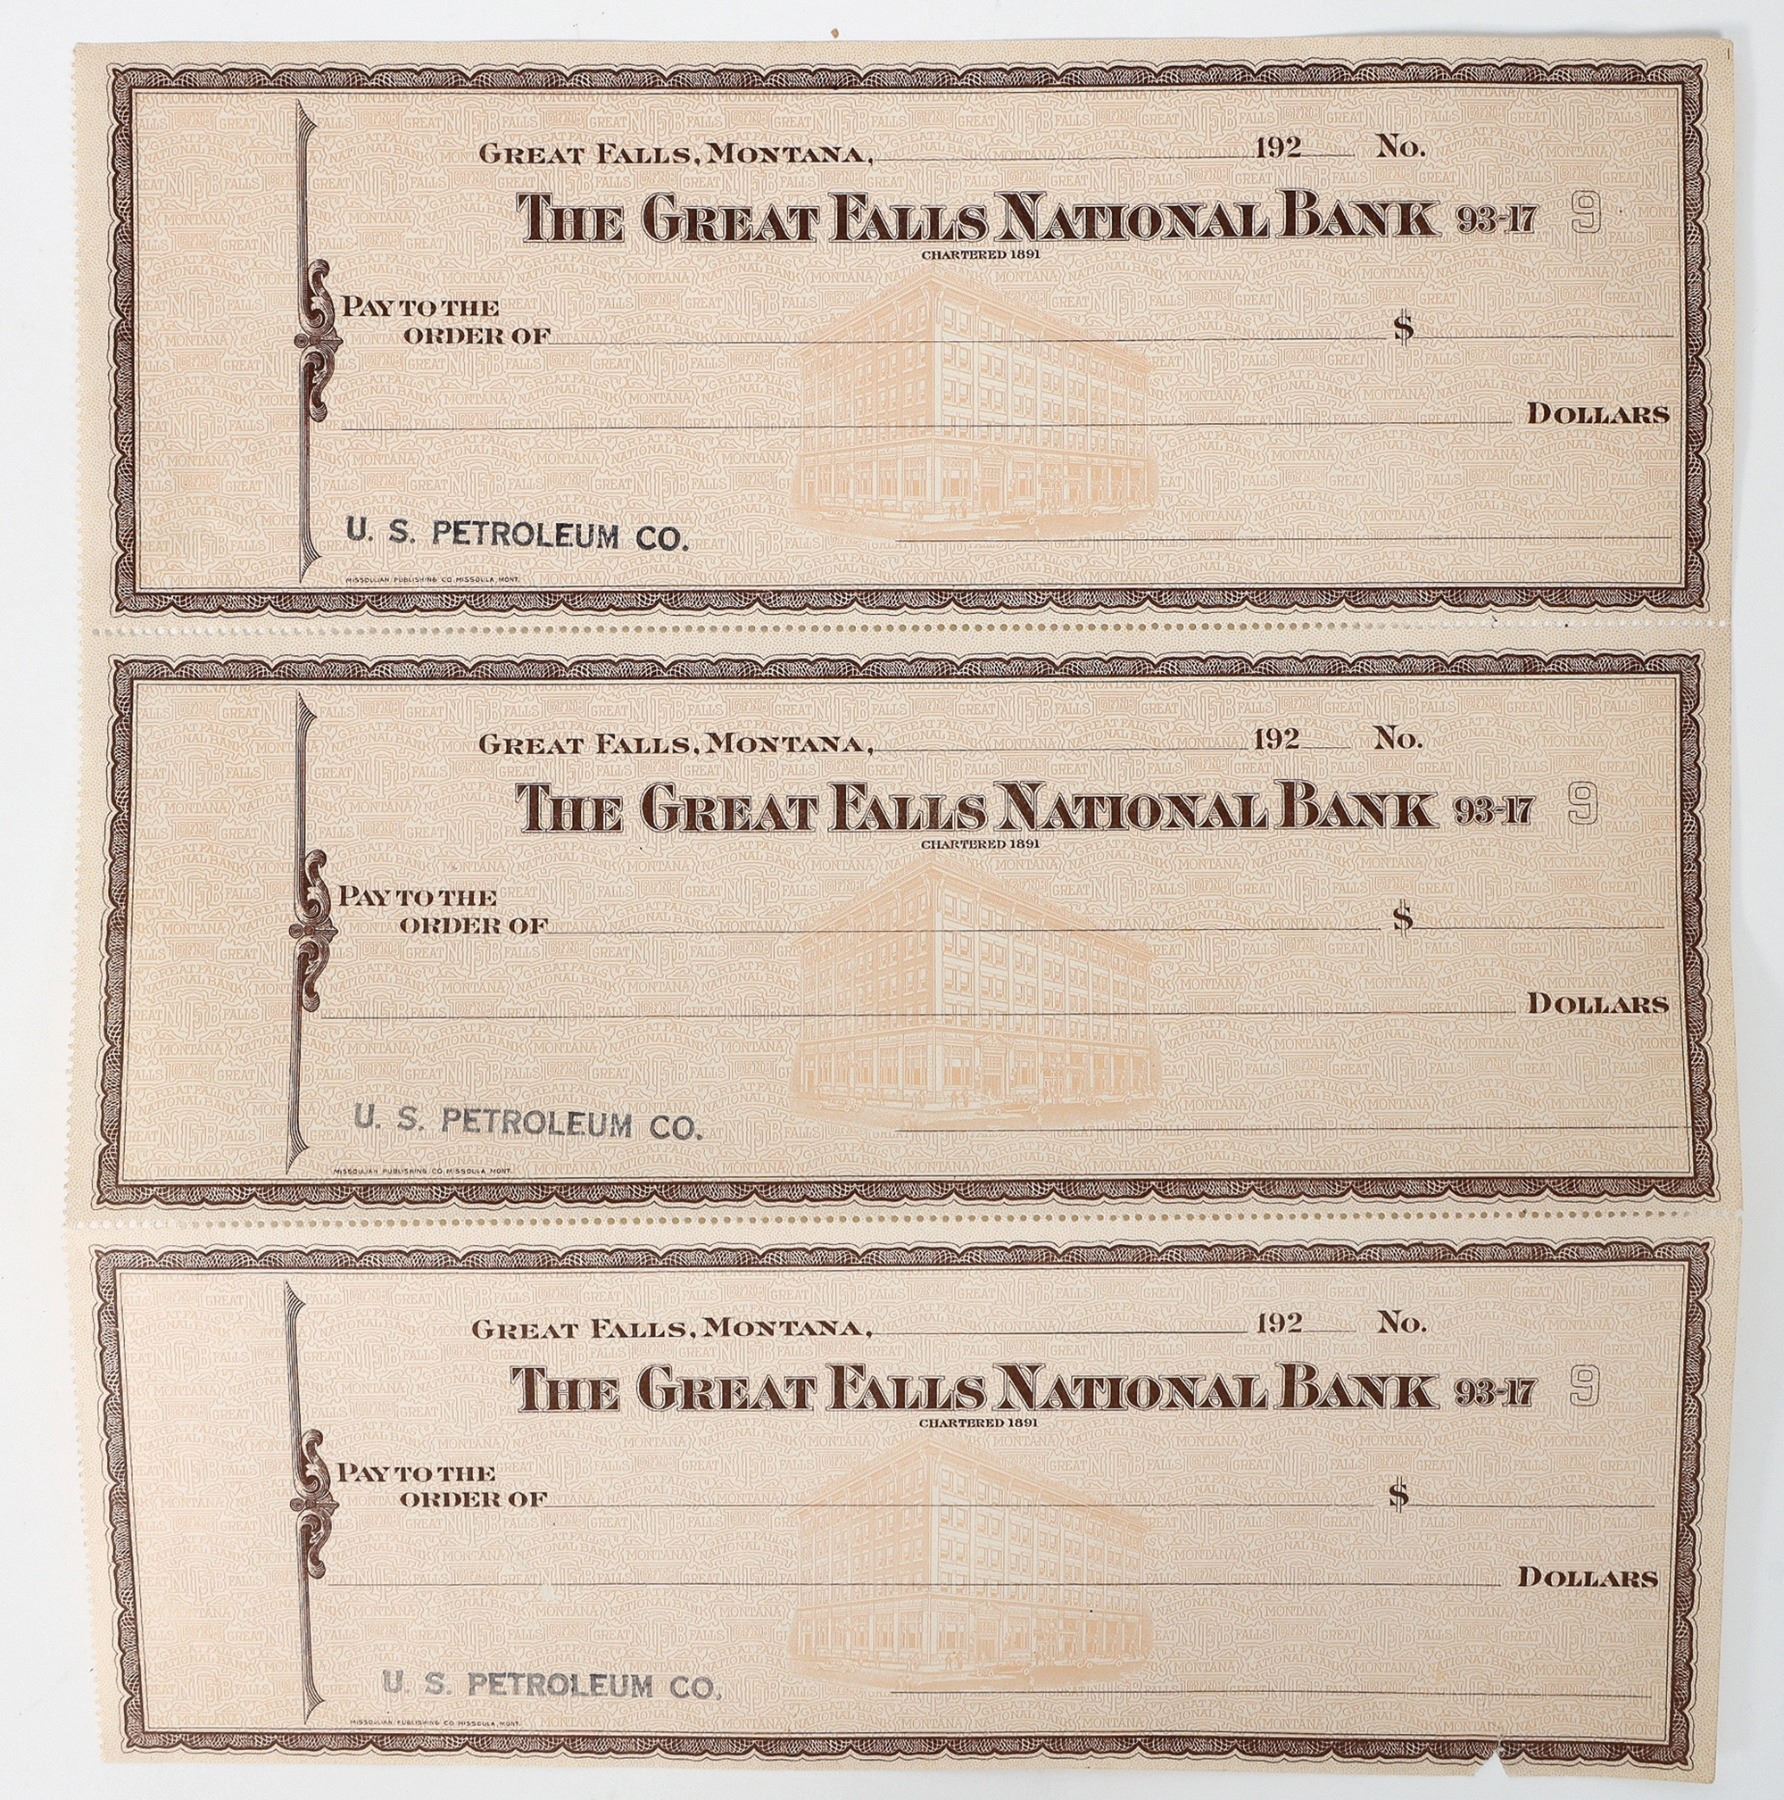 GREAT FALLS, MONTANA, 192 No.
THE GREAT FALLS NATIONAL BANK 93-17 9
CHARTERED 1891
PAY TO THE
ORDER OF $
DOLLARS
U. S. PETROLEUM CO.
MISSOULIAN PUBLISHING CO. MISSOULA, MONT.
GREAT FALLS, MONTANA, 192 No.
THE GREAT FALLS NATIONAL BANK 93-17 9
CHARTERED 1891
PAY TO THE
ORDER OF $
DOLLARS
U. S. PETROLEUM CO.
MISSOULIAN PUBLISHING CO. MISSOULA, MONT.
GREAT FALLS, MONTANA, 192 No.
THE GREAT FALLS NATIONAL BANK 93-17 9
CHARTERED 1891
PAY TO THE
ORDER OF $
DOLLARS
U. S. PETROLEUM CO.
MISSOULIAN PUBLISHING CO. MISSOULA, MONT.